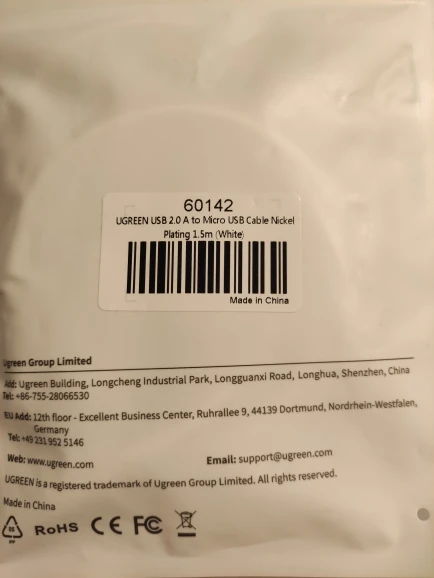 60142
UGREEN USB 2.0 A to Micro USB Cable Nickel
Plating 1.5m (White)
Made in China
Ugreen Group Limited
Add: Ugreen Building, Longcheng Industrial Park, Longguanxi Road, Longhua, Shenzhen, China
Tel: +86-755-28066530
EU Add: 12th floor - Excellent Business Center, Ruhrallee 9, 44139 Dortmund, Nordrhein-Westfalen,
Germany
Tel: +49 231 952 5146
Web: www.ugreen.com Email: support@ugreen.com
UGREEN is a registered trademark of Ugreen Group Limited. All rights reserved.
Made in China
RoHS CE FC